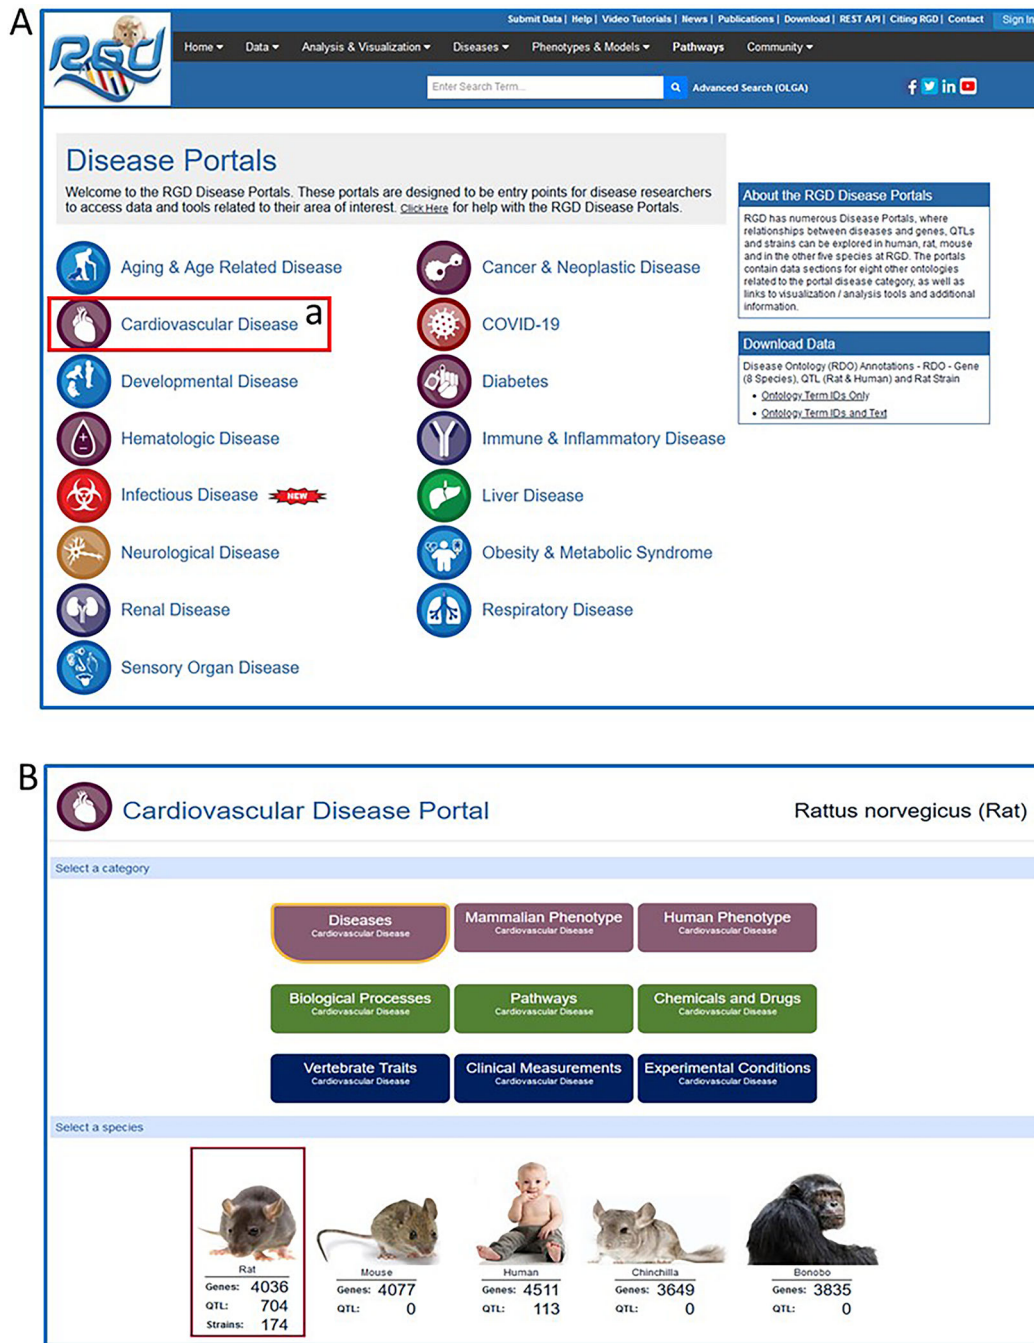 A
Submit Data | Help | Video Tutorials | News | Publications | Download | REST API | Citing RGD | Contact Sign In
RGD
Home Data Analysis & Visualization Diseases Phenotypes & Models Pathways Community
Enter Search Term... Advanced Search (OLGA)
Disease Portals
Welcome to the RGD Disease Portals. These portals are designed to be entry points for disease researchers
to access data and tools related to their area of interest. Click Here for help with the RGD Disease Portals.
Aging & Age Related Disease
Cardiovascular Disease a
Developmental Disease
Hematologic Disease
Infectious Disease NEW
Neurological Disease
Renal Disease
Sensory Organ Disease
Cancer & Neoplastic Disease
COVID-19
Diabetes
Immune & Inflammatory Disease
Liver Disease
Obesity & Metabolic Syndrome
Respiratory Disease
About the RGD Disease Portals
RGD has numerous Disease Portals, where
relationships between diseases and genes, QTLs
and strains can be explored in human, rat, mouse
and in the other five species at RGD. The portals
contain data sections for eight other ontologies
related to the portal disease category, as well as
links to visualization / analysis tools and additional
information.
Download Data
Disease Ontology (RDO) Annotations - RDO - Gene
(8 Species), QTL (Rat & Human) and Rat Strain
• Ontology Term IDs Only
• Ontology Term IDs and Text
B
Cardiovascular Disease Portal Rattus norvegicus (Rat)
Select a category
Diseases
Cardiovascular Disease
Mammalian Phenotype
Cardiovascular Disease
Human Phenotype
Cardiovascular Disease
Biological Processes
Cardiovascular Disease
Pathways
Cardiovascular Disease
Chemicals and Drugs
Cardiovascular Disease
Vertebrate Traits
Cardiovascular Disease
Clinical Measurements
Cardiovascular Disease
Experimental Conditions
Cardiovascular Disease
Select a species
Rat
Genes: 4036
QTL: 704
Strains: 174
Mouse
Genes: 4077
QTL: 0
Human
Genes: 4511
QTL: 113
Chinchilla
Genes: 3649
QTL: 0
Bonobo
Genes: 3835
QTL: 0